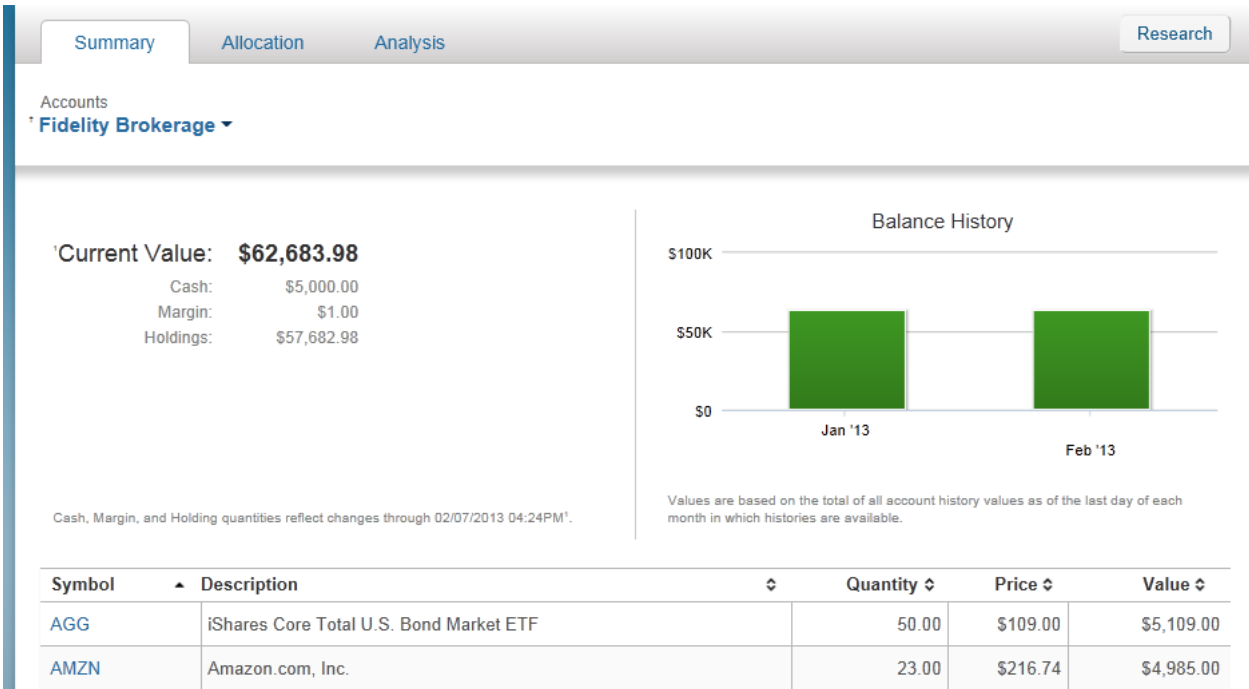 Summary Allocation Analysis Research
Accounts
† Fidelity Brokerage
Balance History
¹Current Value: $62,683.98
$100K
Cash: $5,000.00
Margin: $1.00
Holdings: $57,682.98
$50K
$0
Jan '13
Feb '13
Values are based on the total of all account history values as of the last day of each
month in which histories are available.
Cash, Margin, and Holding quantities reflect changes through 02/07/2013 04:24PM¹.
Symbol Description Quantity Price Value
AGG iShares Core Total U.S. Bond Market ETF 50.00 $109.00 $5,109.00
AMZN Amazon.com, Inc. 23.00 $216.74 $4,985.00